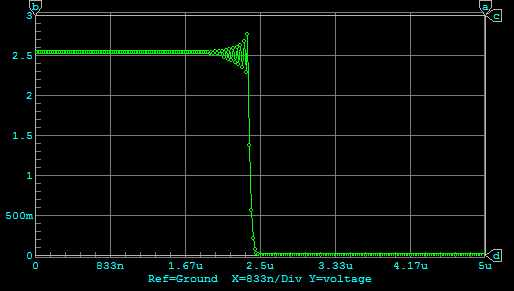 b a
3 c
2.5
2
1.5
1
500m
0 d
0 833n 1.67u 2.5u 3.33u 4.17u 5u
Ref=Ground X=833n/Div Y=voltage